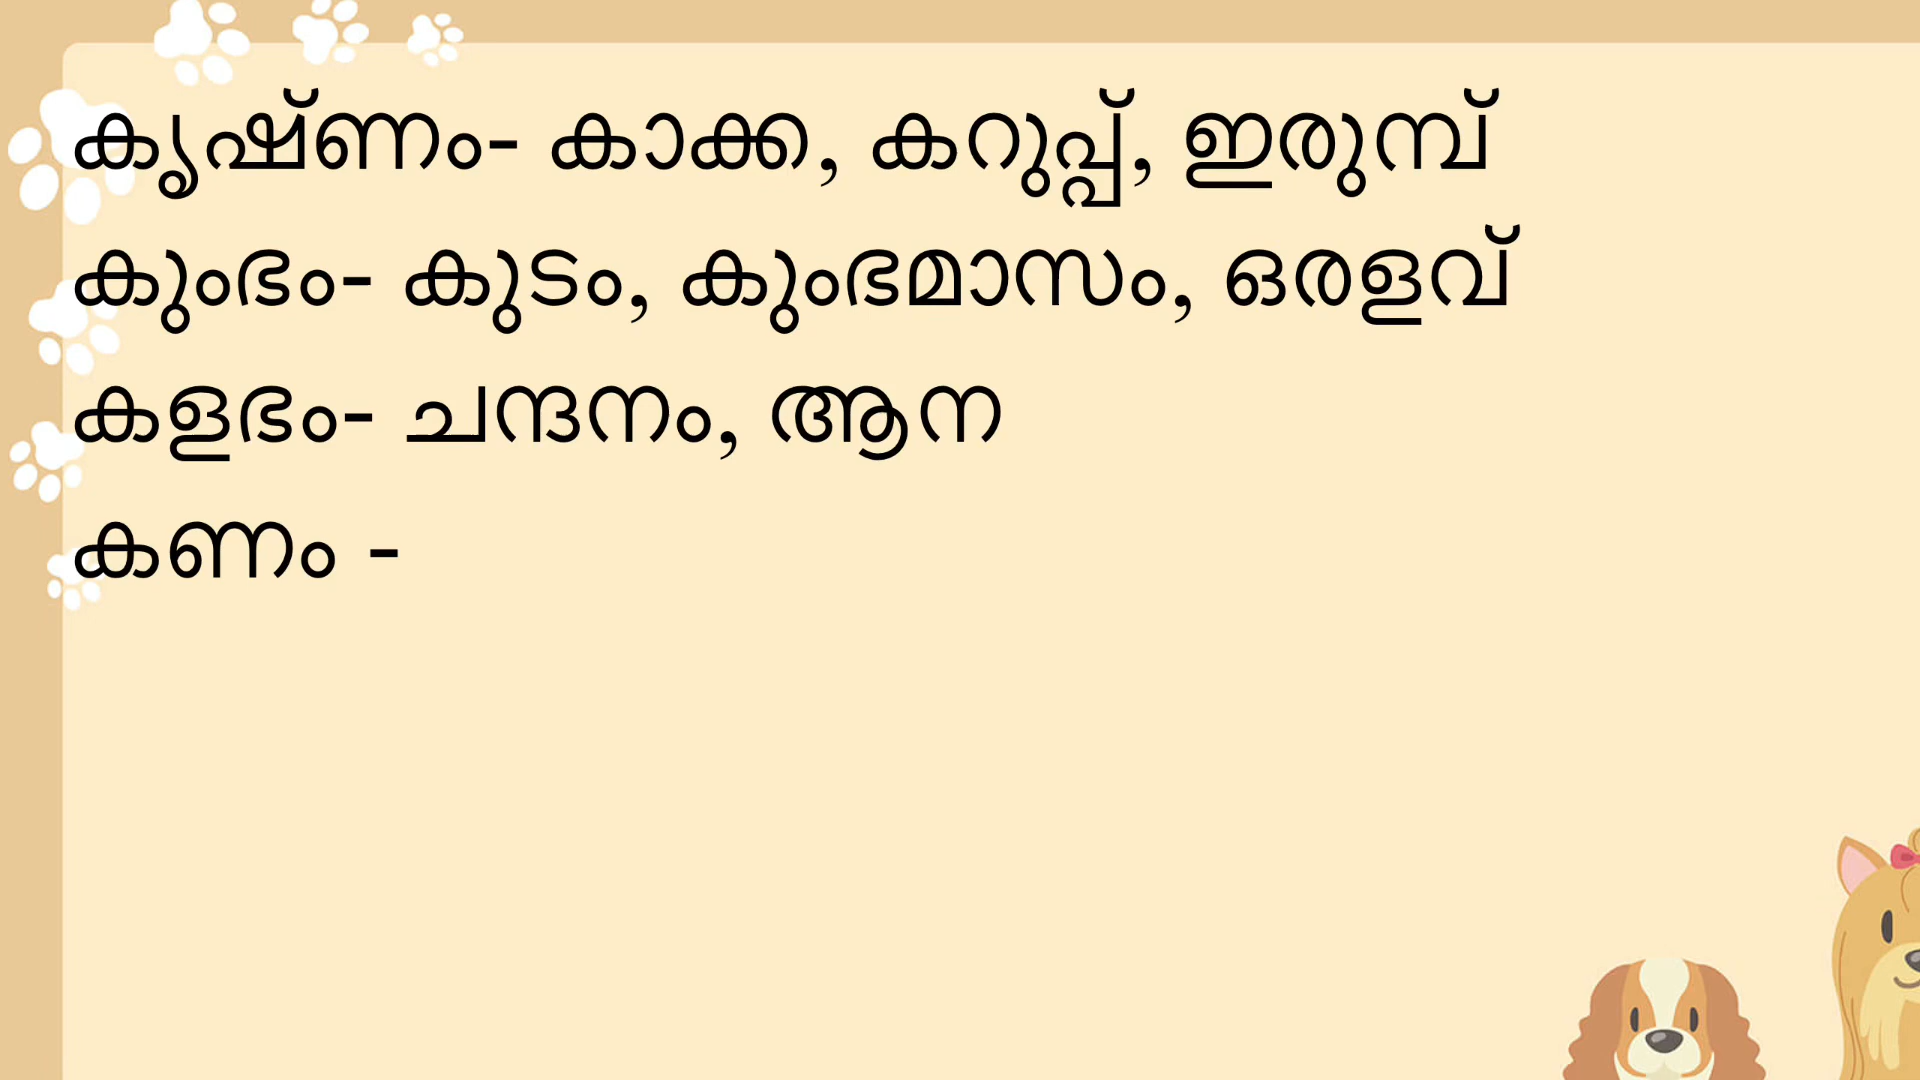 കൃഷ്ണം- കാക്ക, കറുപ്പ്, ഇരുമ്പ്
കുംഭം- കുടം, കുംഭമാസം, ഒരളവ്
കളഭം- ചന്ദനം, ആന
കണം -